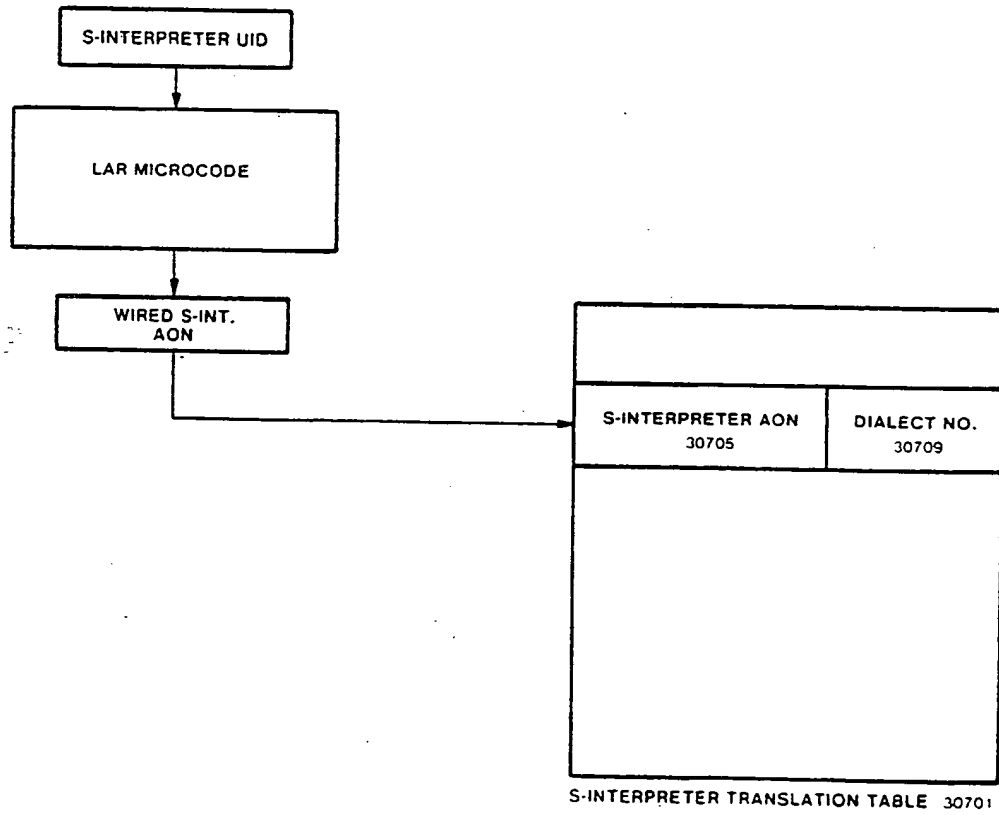 S-INTERPRETER UID
LAR MICROCODE
WIRED S-INT.
AON
S-INTERPRETER AON
30705
DIALECT NO.
30709
S-INTERPRETER TRANSLATION TABLE 30701